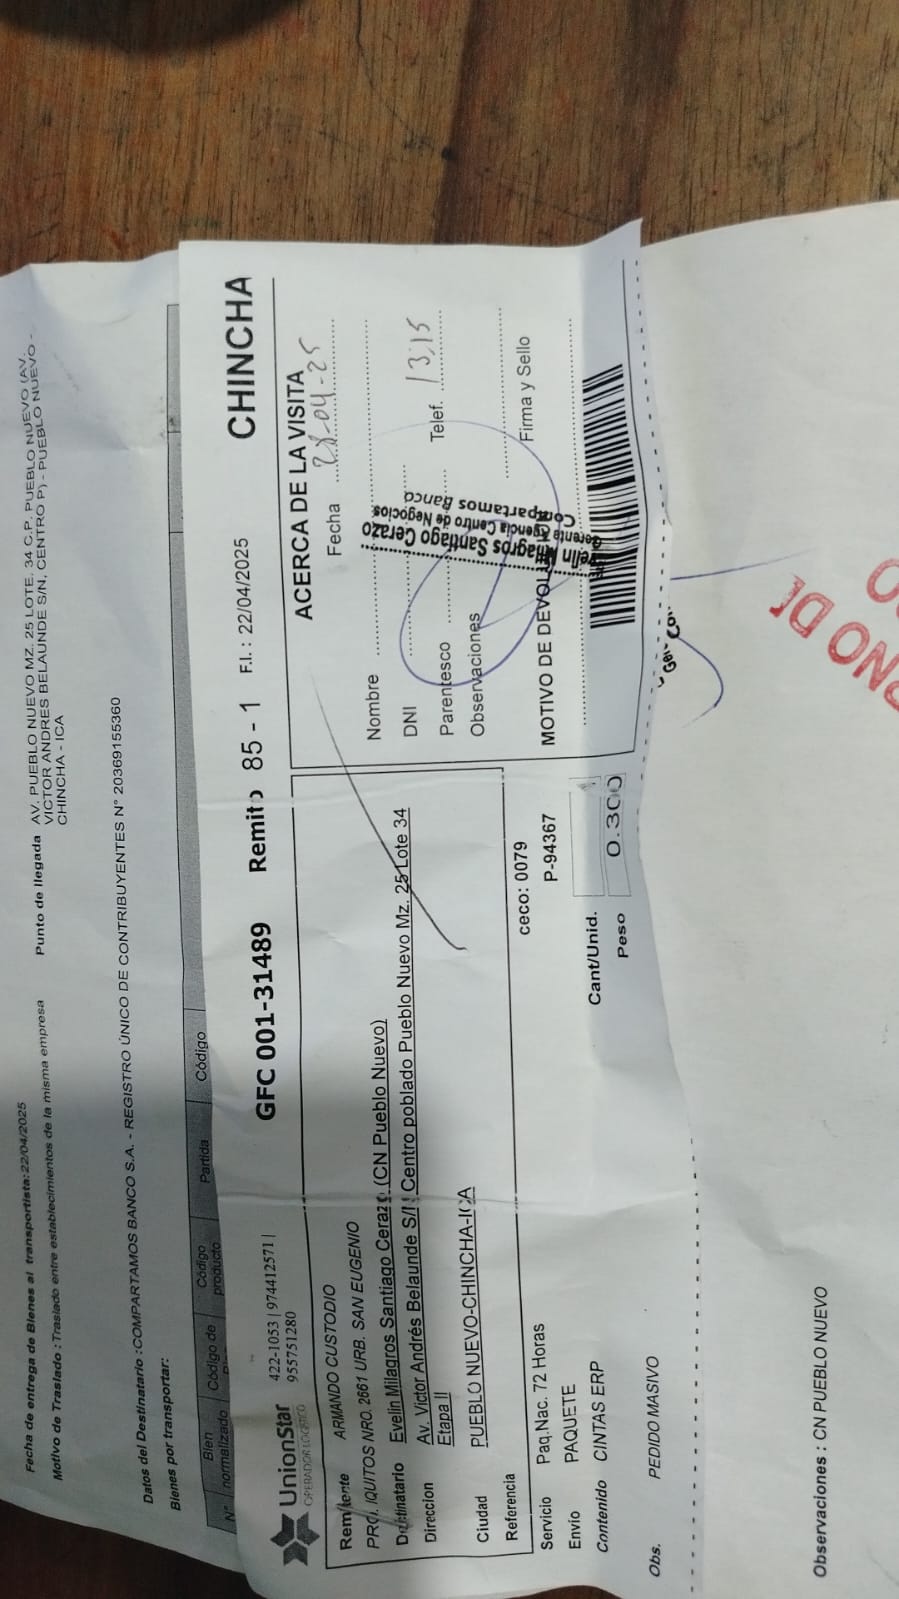 Fecha de entrega de Bienes al transportista:22/04/2025
Motivo de Traslado : Traslado entre establecimientos de la misma empresa
Punto de llegada AV. PUEBLO NUEVO MZ. 25 LOTE. 34 C.P. PUEBLO NUEVO (AV.
VICTOR ANDRES BELAUNDE S/N, CENTRO P) - PUEBLO NUEVO -
CHINCHA - ICA
Datos del Destinatario : COMPARTAMOS BANCO S.A. - REGISTRO ÚNICO DE CONTRIBUYENTES N° 20369155360
Bienes por transportar:
N° Bien normalizado Código de Código producto Partida Código
UnionStar
OPERADOR LOGISTICO
422-1053 | 974412571 |
955751280
GFC 001-31489 Remito 85 - 1 F.I. : 22/04/2025 CHINCHA
Remitente ARMANDO CUSTODIO
PROL IQUITOS NRO. 2661 URB. SAN EUGENIO
Destinatario Evelin Milagros Santiago Cerazo (CN Pueblo Nuevo)
Direccion Av. Victor Andrés Belaunde S/N Centro poblado Pueblo Nuevo Mz. 25 Lote 34
Etapa II
Ciudad PUEBLO NUEVO-CHINCHA-ICA
Referencia
ceco: 0079
Servicio Paq.Nac. 72 Horas P-94367
Envio PAQUETE
Contenido CINTAS ERP
Cant/Unid. 1
Peso 0.300
Obs. PEDIDO MASIVO
ACERCA DE LA VISITA
Fecha 28-04-25
Nombre
DNI
Parentesco Telef. 13:15
Observaciones
Firma y Sello
MOTIVO DE
Milagros Santiago Cerazo
Gerente Agencia Centro de Negocios
Compartamos Banco
Observaciones : CN PUEBLO NUEVO